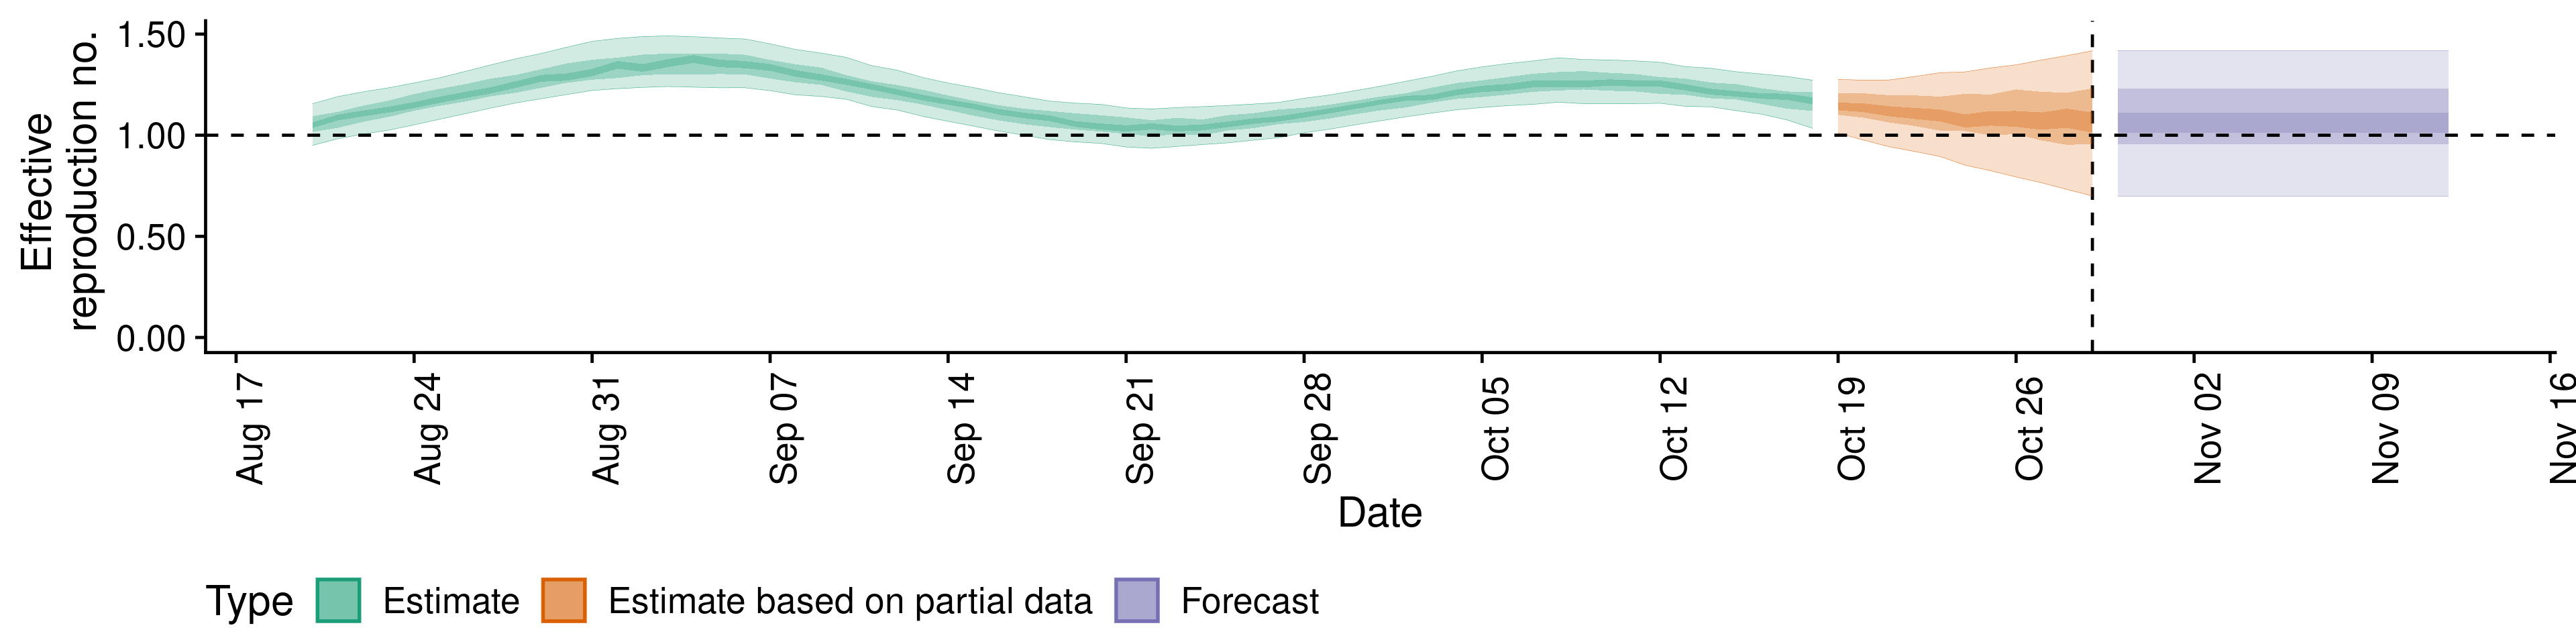 Effective
reproduction no.
1.50
1.00
0.50
0.00
Aug 17
Aug 24
Aug 31
Sep 07
Sep 14
Sep 21
Sep 28
Oct 05
Oct 12
Oct 19
Oct 26
Nov 02
Nov 09
Nov 16
Date
Type Estimate Estimate based on partial data Forecast